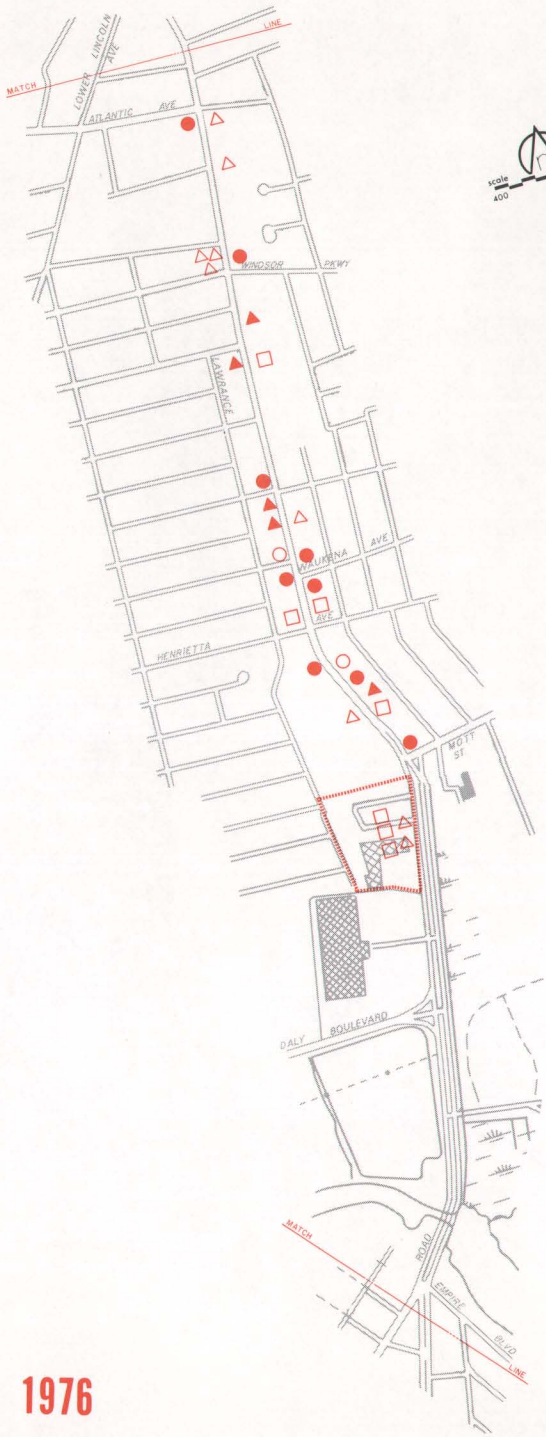 MATCH LINE
LOWER LINCOLN
AVE
ATLANTIC AVE
scale
400
WINDSOR PKWY
LAWRANCE
WAUKENA AVE
HENRIETTA AVE
MOTT
ST
DALY BOULEVARD
MATCH LINE
ROAD
EMPIRE BLVD
1976